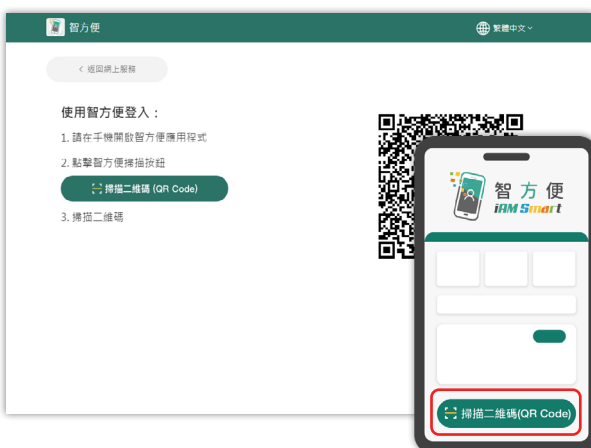 智方便
繁體中文
返回網上服務
使用智方便登入：
1. 請在手機開啟智方便應用程式
2. 點擊智方便掃描按鈕
掃描二維碼 (QR Code)
3. 掃描二維碼
智方便
iAM Smart
掃描二維碼(QR Code)